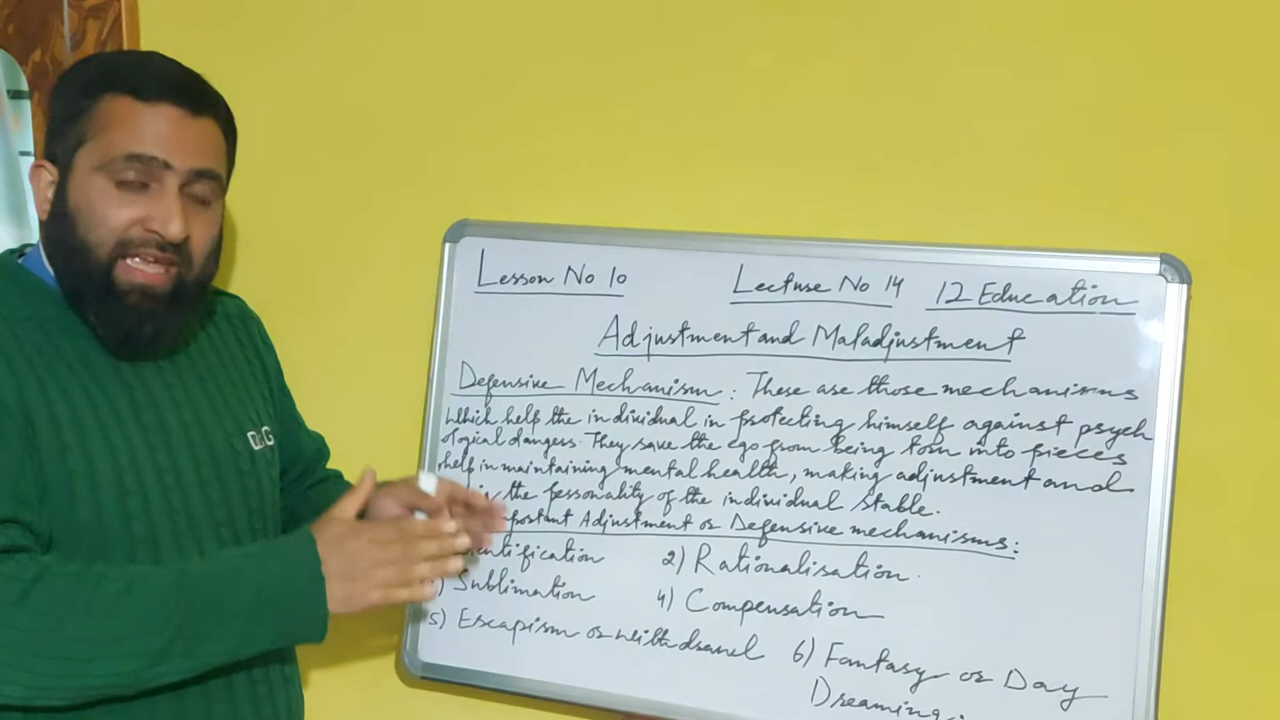 Lesson No 10 Lecture No 14 12 Education
Adjustment and Maladjustment
Defensive Mechanism : These are those mechanisms
which help the individual in protecting himself against psych
ological dangers. They save the ego from being torn into pieces
help in maintaining mental health, making adjustment and
the personality of the individual stable.
Adjustment or Defensive mechanisms :
2) Rationalisation.
) Sublimation 4) Compensation
5) Escapism or withdrawl 6) Fantasy or Day
Dreaming.
D&G